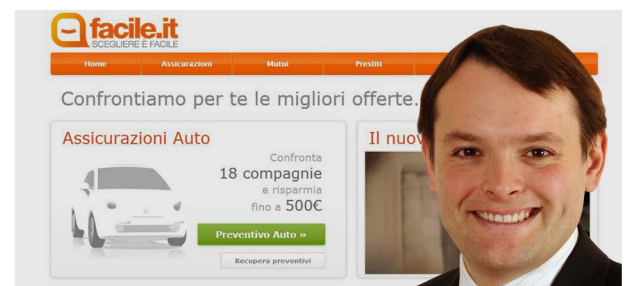 facile.it
SCEGLIERE È FACILE
Home Assicurazioni Mutui Prestiti
Confrontiamo per te le migliori offerte.
Assicurazioni Auto
Confronta
18 compagnie
e risparmia
fino a 500€
Preventivo Auto »
Recupera preventivi
Il nuov